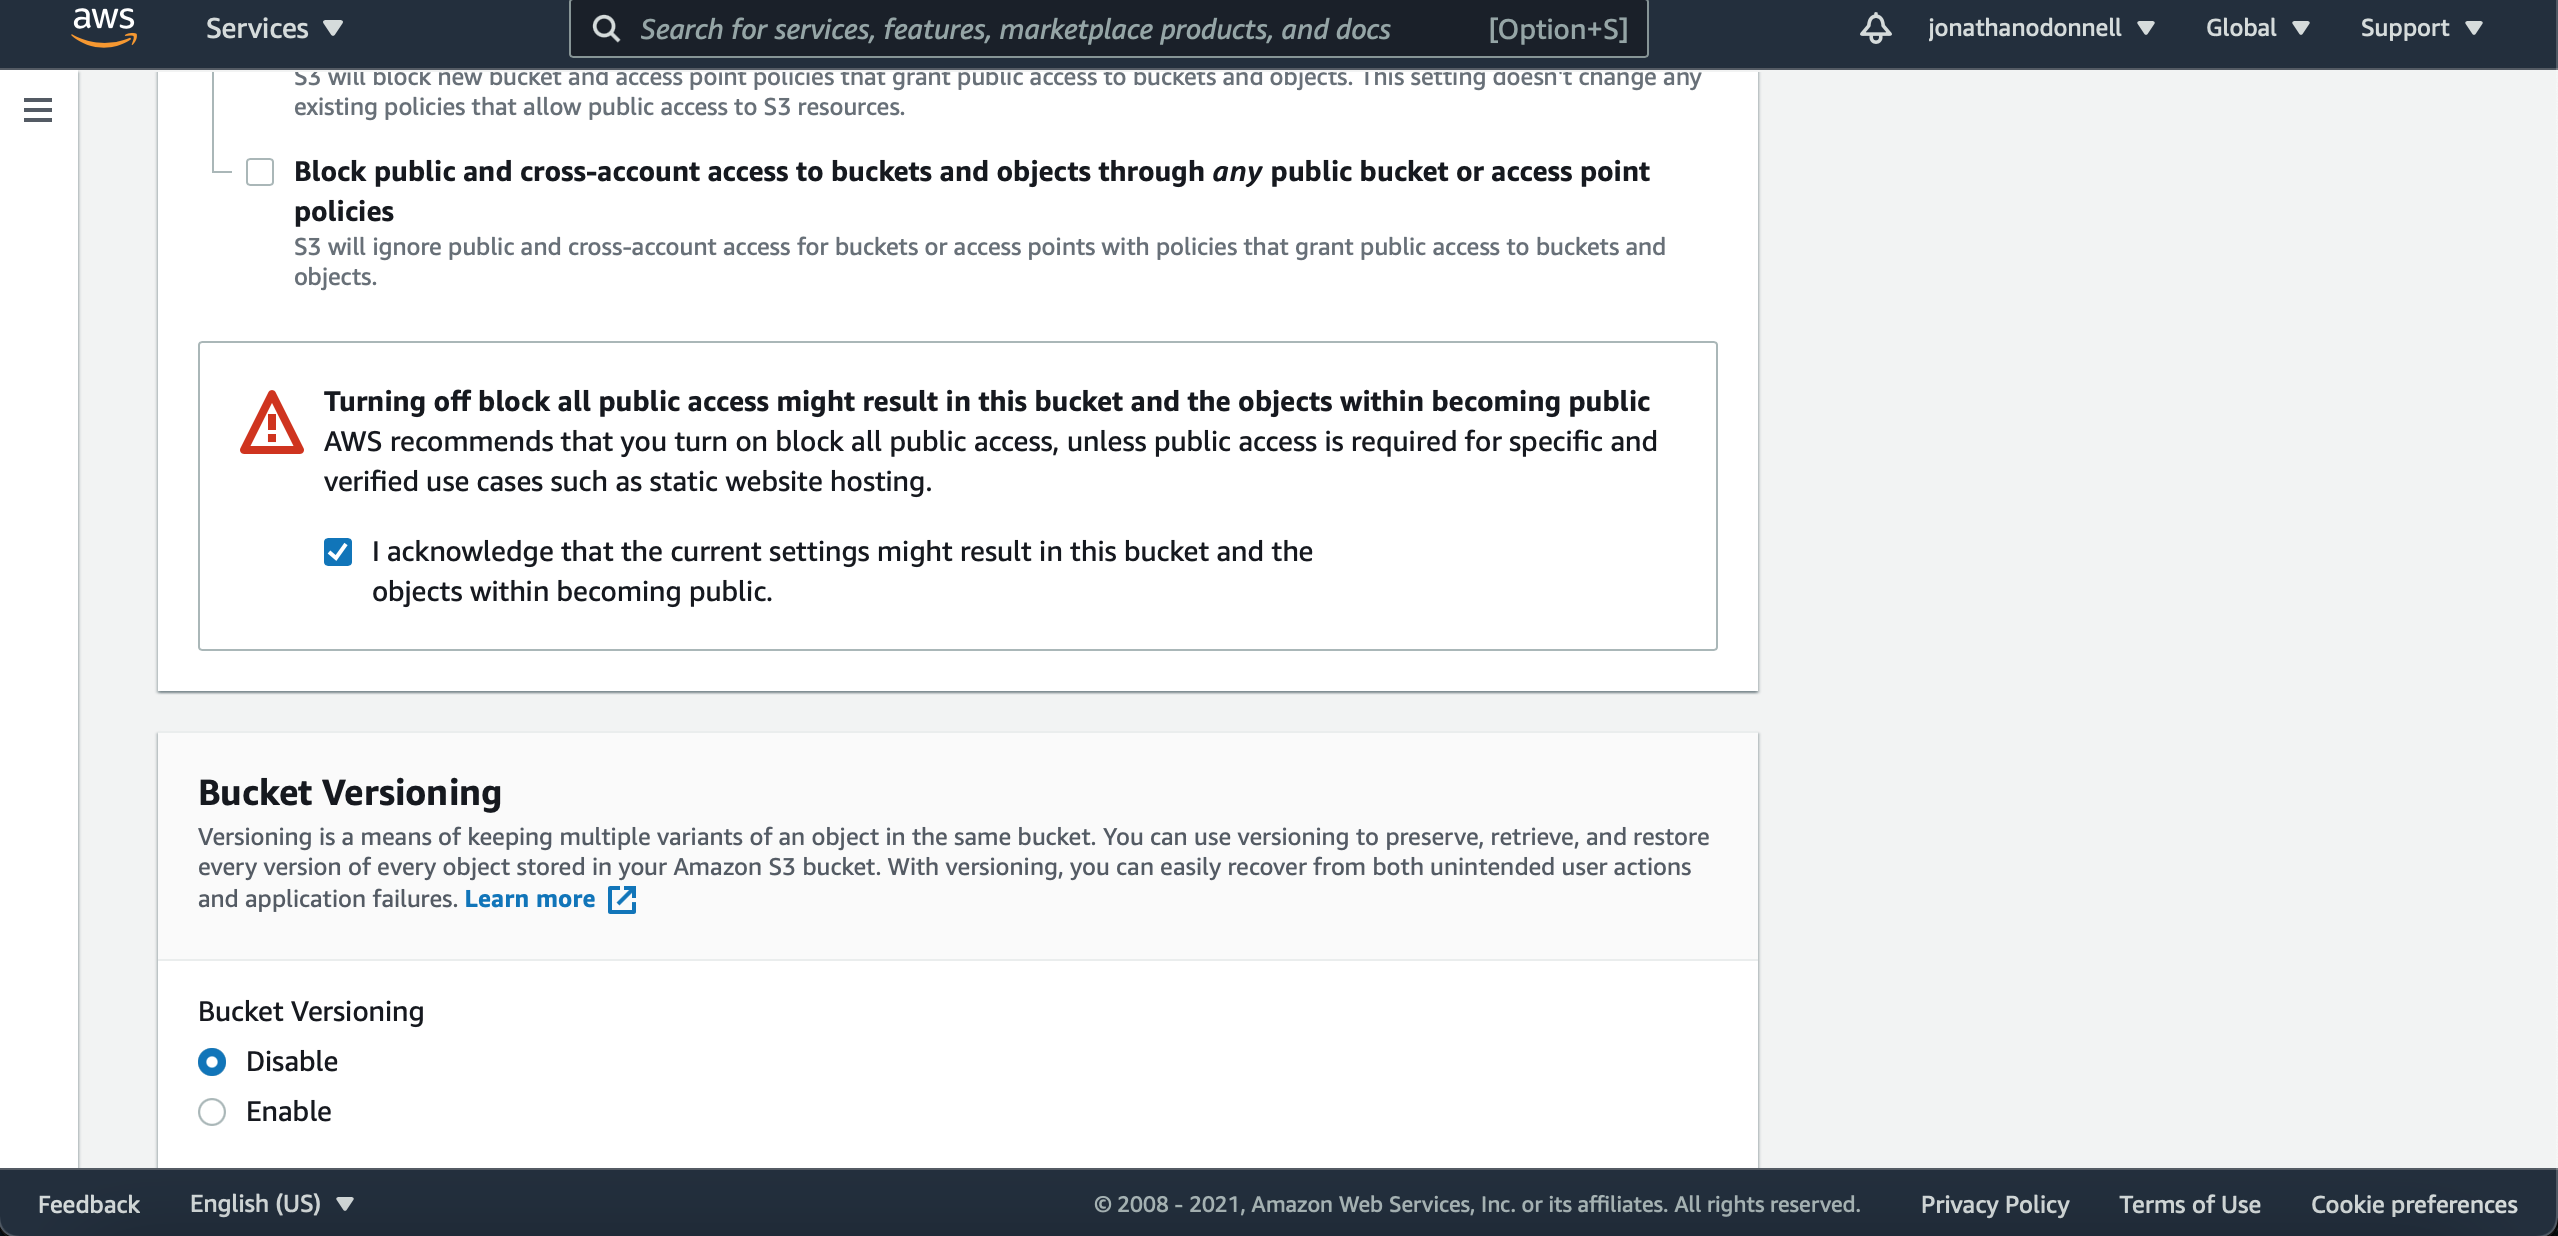 aws
Services
Search for services, features, marketplace products, and docs
[Option+S]
jonathanodonnell
Global
Support
S3 will block new bucket and access point policies that grant public access to buckets and objects. This setting doesn't change any
existing policies that allow public access to S3 resources.
Block public and cross-account access to buckets and objects through any public bucket or access point
policies
S3 will ignore public and cross-account access for buckets or access points with policies that grant public access to buckets and
objects.
Turning off block all public access might result in this bucket and the objects within becoming public
AWS recommends that you turn on block all public access, unless public access is required for specific and
verified use cases such as static website hosting.
I acknowledge that the current settings might result in this bucket and the
objects within becoming public.
Bucket Versioning
Versioning is a means of keeping multiple variants of an object in the same bucket. You can use versioning to preserve, retrieve, and restore
every version of every object stored in your Amazon S3 bucket. With versioning, you can easily recover from both unintended user actions
and application failures. Learn more
Bucket Versioning
Disable
Enable
Feedback
English (US)
© 2008 - 2021, Amazon Web Services, Inc. or its affiliates. All rights reserved.
Privacy Policy
Terms of Use
Cookie preferences